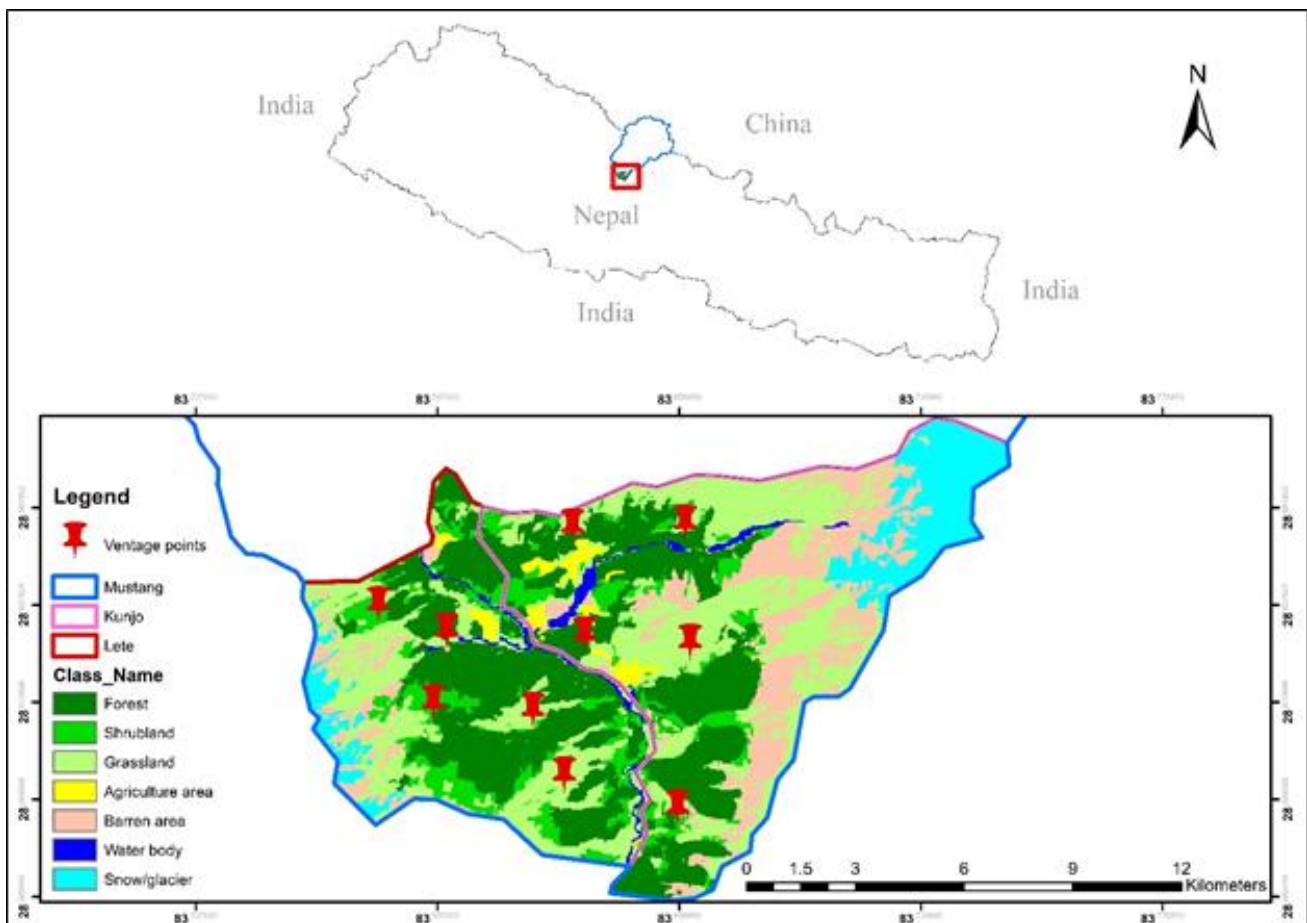 N
India
China
Nepal
India
India
83
83
83
83
83
Legend
Ventage points
Mustang
Kunjo
Lete
Class_Name
Forest
Shrubland
Grassland
Agriculture area
Barren area
Water body
Snow/glacier
28
28
28
28
28
28
28
28
28
28
0 1.5 3 6 9 12
Kilometers
83
83
83
83
83